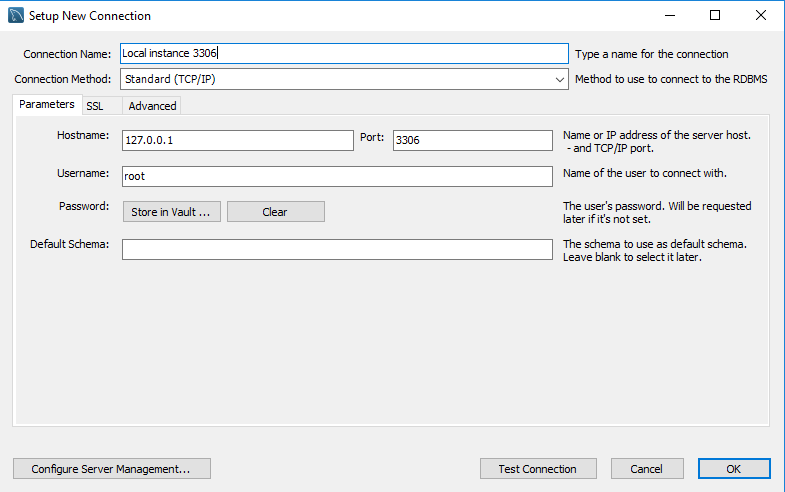 Setup New Connection
Connection Name: Local instance 3306 Type a name for the connection
Connection Method: Standard (TCP/IP) Method to use to connect to the RDBMS
Parameters SSL Advanced
Hostname: 127.0.0.1 Port: 3306 Name or IP address of the server host.
- and TCP/IP port.
Username: root Name of the user to connect with.
Password: Store in Vault ... Clear The user's password. Will be requested
later if it's not set.
Default Schema: The schema to use as default schema.
Leave blank to select it later.
Configure Server Management... Test Connection Cancel OK